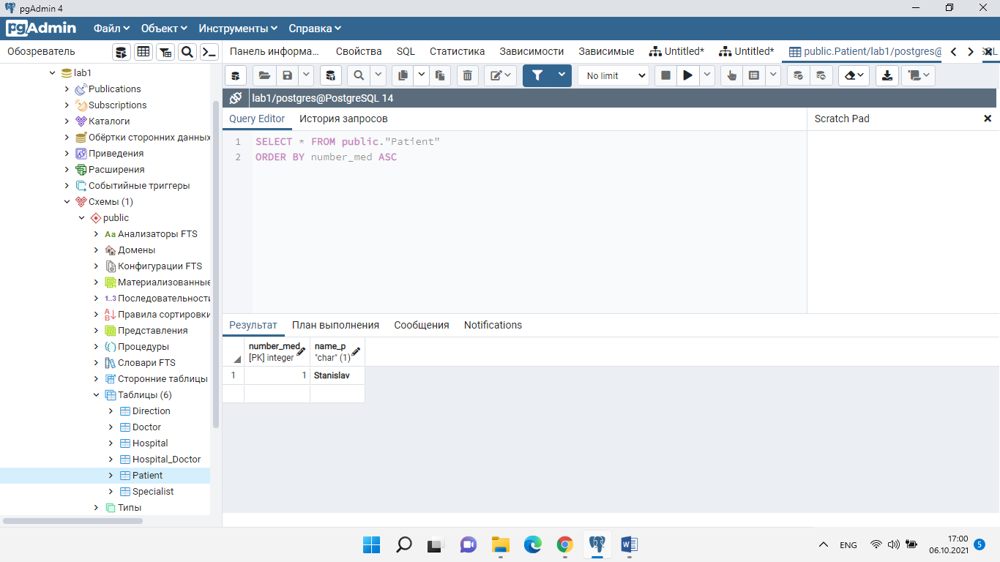 pgAdmin 4
pgAdmin Файл Объект Инструменты Справка
Обозреватель
Панель информа... Свойства SQL Статистика Зависимости Зависимые Untitled* Untitled* public.Patient/lab1/postgres@
lab1
Publications
Subscriptions
Каталоги
Обёртки сторонних данных
Приведения
Расширения
Событийные триггеры
Схемы (1)
public
Aa Анализаторы FTS
Домены
Конфигурации FTS
Материализованные
1..3 Последовательности
Правила сортировки
Представления
Процедуры
Словари FTS
Сторонние таблицы
Таблицы (6)
Direction
Doctor
Hospital
Hospital_Doctor
Patient
Specialist
Типы
No limit
lab1/postgres@PostgreSQL 14
Query Editor История запросов
Scratch Pad
1 SELECT * FROM public."Patient"
2 ORDER BY number_med ASC
Результат План выполнения Сообщения Notifications
number_med name_p
[PK] integer "char" (1)
1 1 Stanislav
ENG
17:00
06.10.2021
5